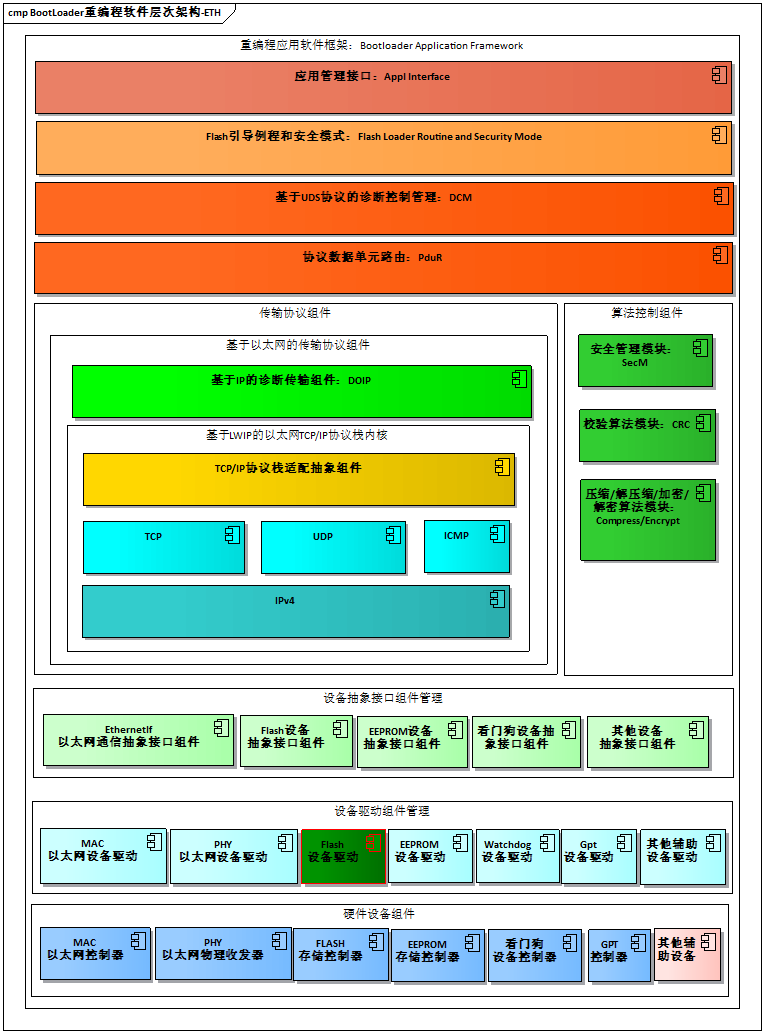 cmp BootLoader重编程软件层次架构-ETH
重编程应用软件框架：Bootloader Application Framework
应用管理接口：Appl Interface
Flash引导例程和安全模式：Flash Loader Routine and Security Mode
基于UDS协议的诊断控制管理：DCM
协议数据单元路由：PduR
传输协议组件
基于以太网的传输协议组件
基于IP的诊断传输组件：DOIP
基于LWIP的以太网TCP/IP协议栈内核
TCP/IP协议栈适配抽象组件
TCP
UDP
ICMP
IPv4
算法控制组件
安全管理模块：
SecM
校验算法模块：CRC
压缩/解压缩/加密/
解密算法模块：
Compress/Encrypt
设备抽象接口组件管理
EthernetIf
以太网通信抽象接口组件
Flash设备
抽象接口组件
EEPROM设备
抽象接口组件
看门狗设备抽
象接口组件
其他设备
抽象接口组件
设备驱动组件管理
MAC
以太网设备驱动
PHY
以太网设备驱动
Flash
设备驱动
EEPROM
设备驱动
Watchdog
设备驱动
Gpt
设备驱动
其他辅助
设备驱动
硬件设备组件
MAC
以太网控制器
PHY
以太网物理收发器
FLASH
存储控制器
EEPROM
存储控制器
看门狗
设备控制器
GPT
控制器
其他辅
助设备